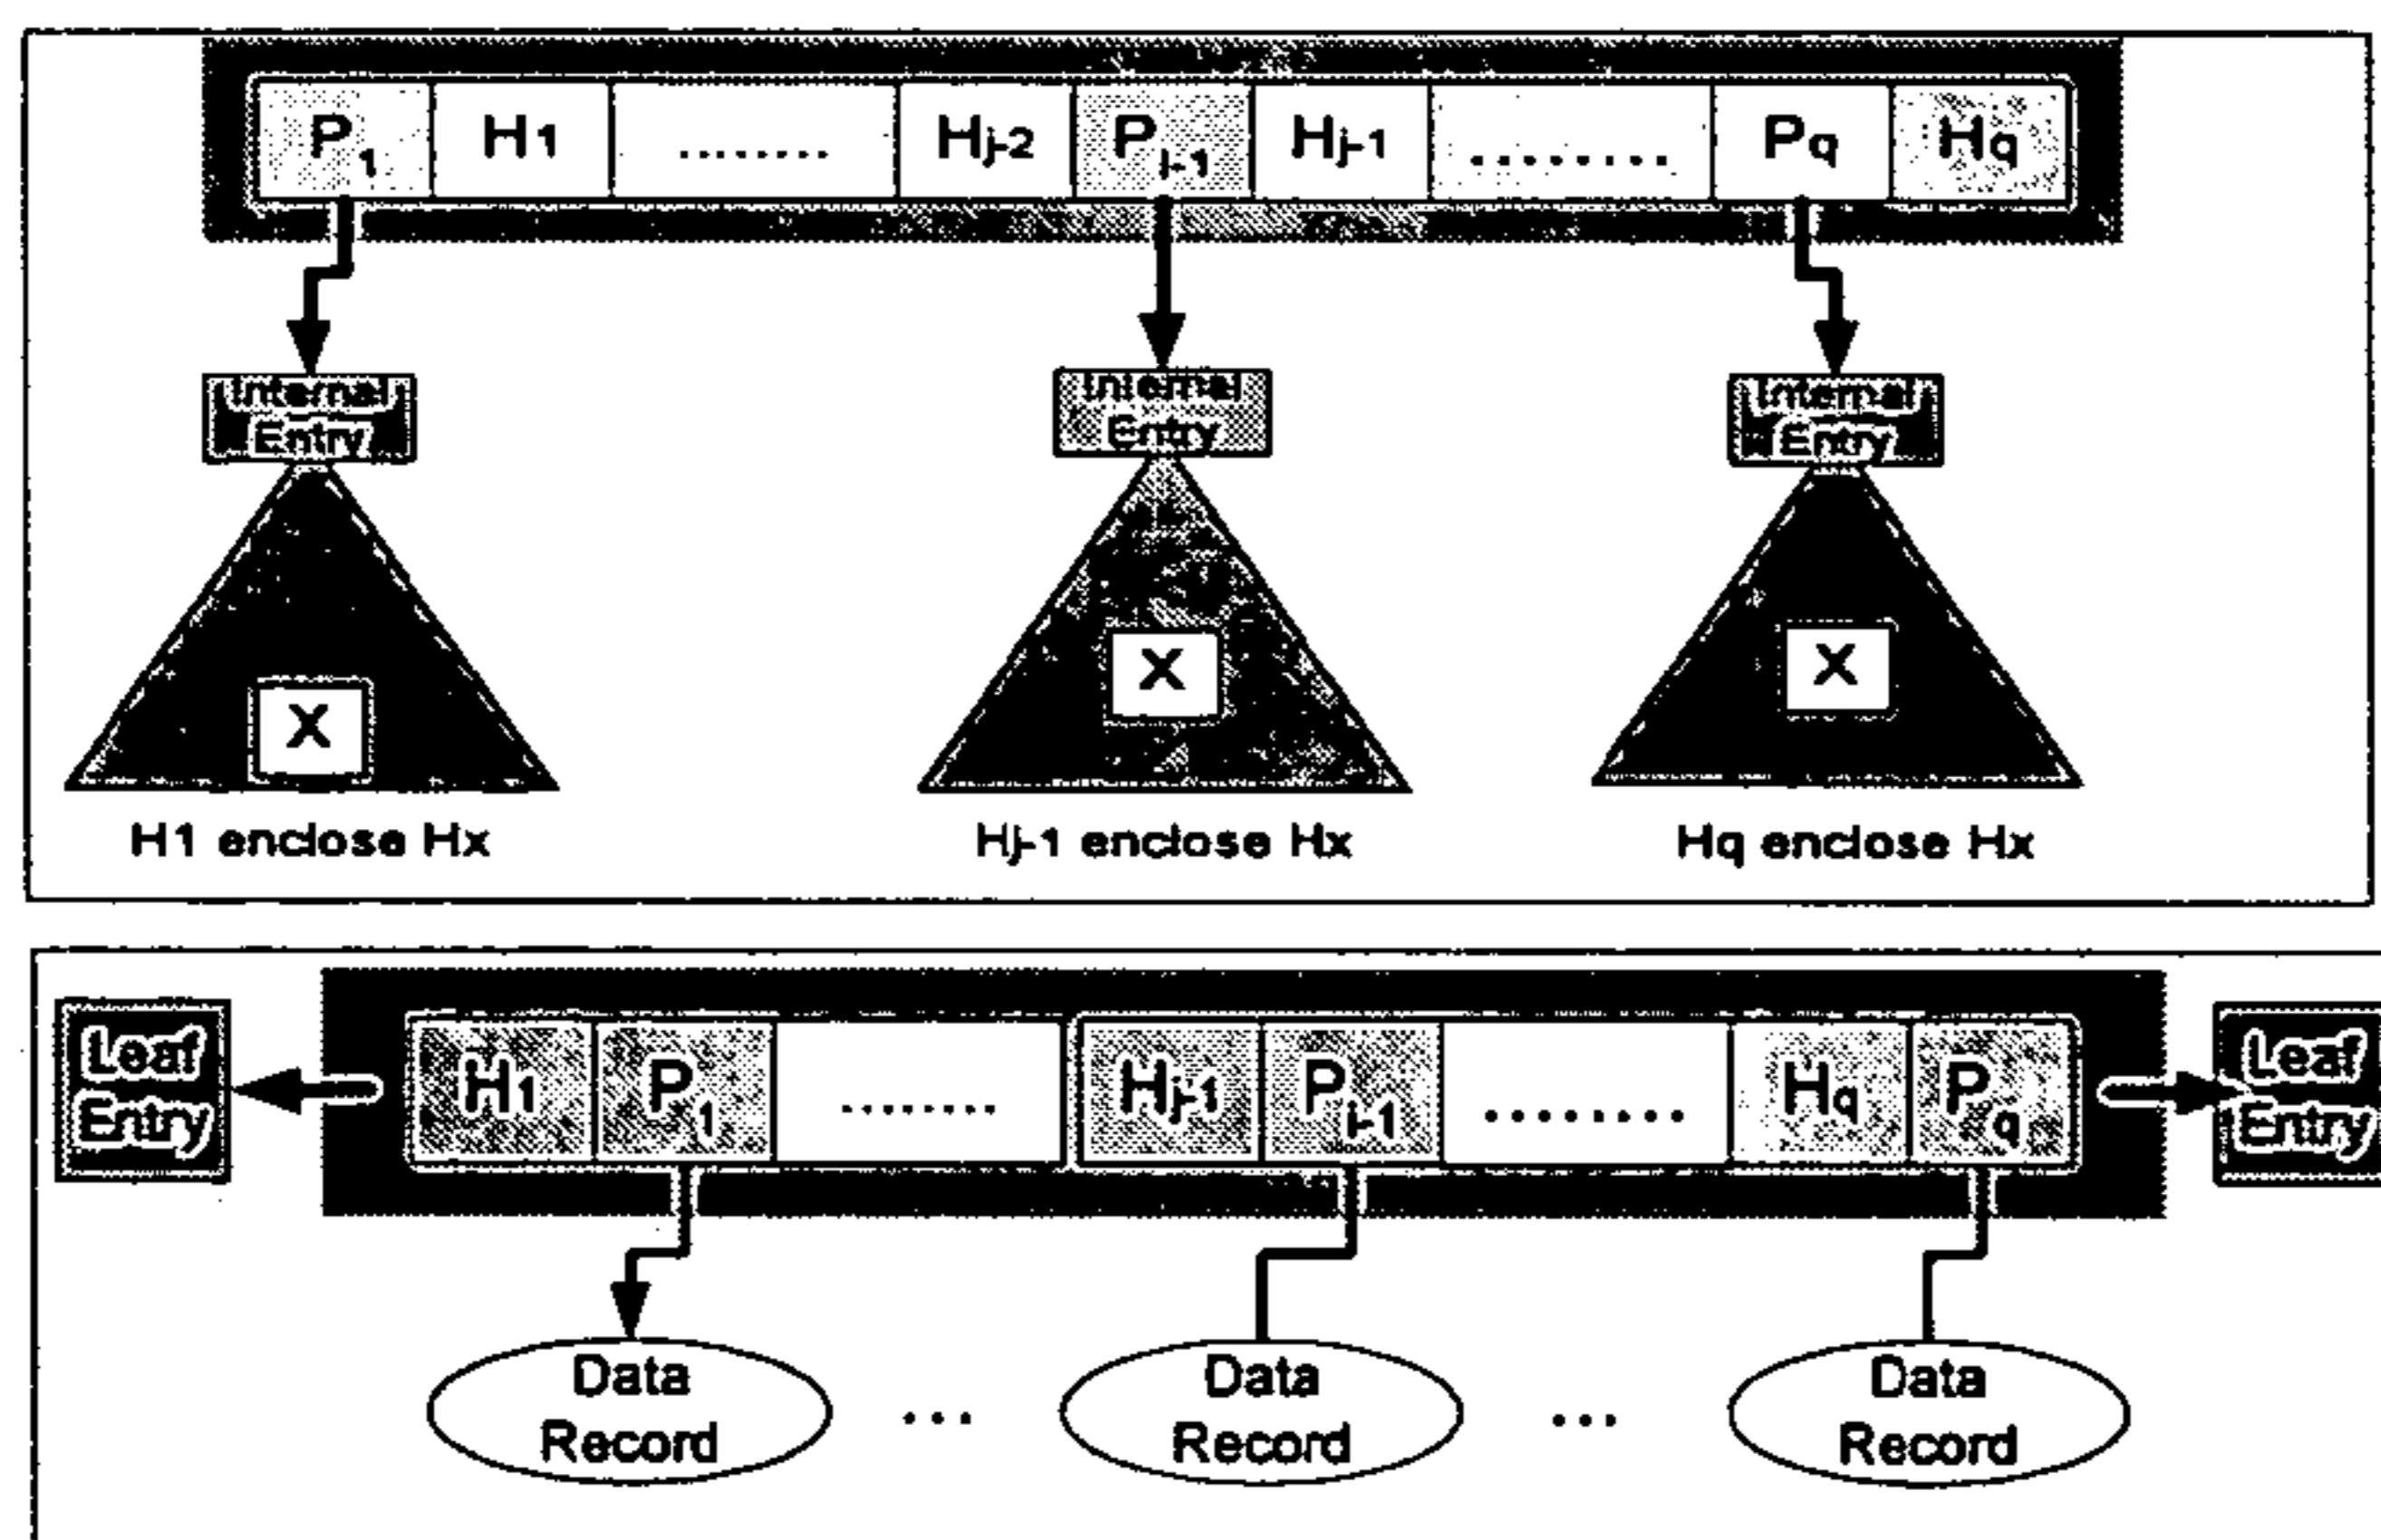 P1 H1 ........ Hj-2 Pi-1 Hj-1 ........ Pq Hq
Internal Entry
Internal Entry
Internal Entry
X
X
X
H1 enclose Hx
Hj-1 enclose Hx
Hq enclose Hx
Leaf Entry
H1 P1 ........ Hj-1 Pi-1 ........ Hq Pq
Leaf Entry
Data Record
...
Data Record
...
Data Record